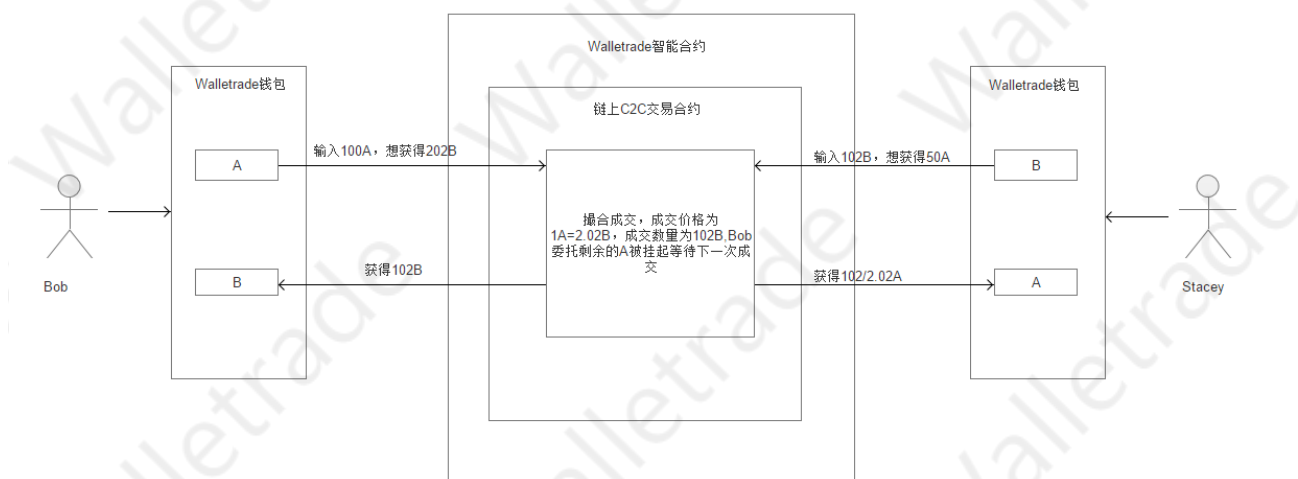 Walletrade智能合约
Walletrade钱包
Walletrade钱包
链上C2C交易合约
输入100A，想获得202B
输入102B，想获得50A
A
B
撮合成交，成交价格为
1A=2.02B，成交数量为102B,Bob
委托剩余的A被挂起等待下一次成
交
获得102B
获得102/2.02A
B
A
Bob
Stacey
Walletrade
Walletrade
Walletrade
Walletrade
Walletrade
Walletrade